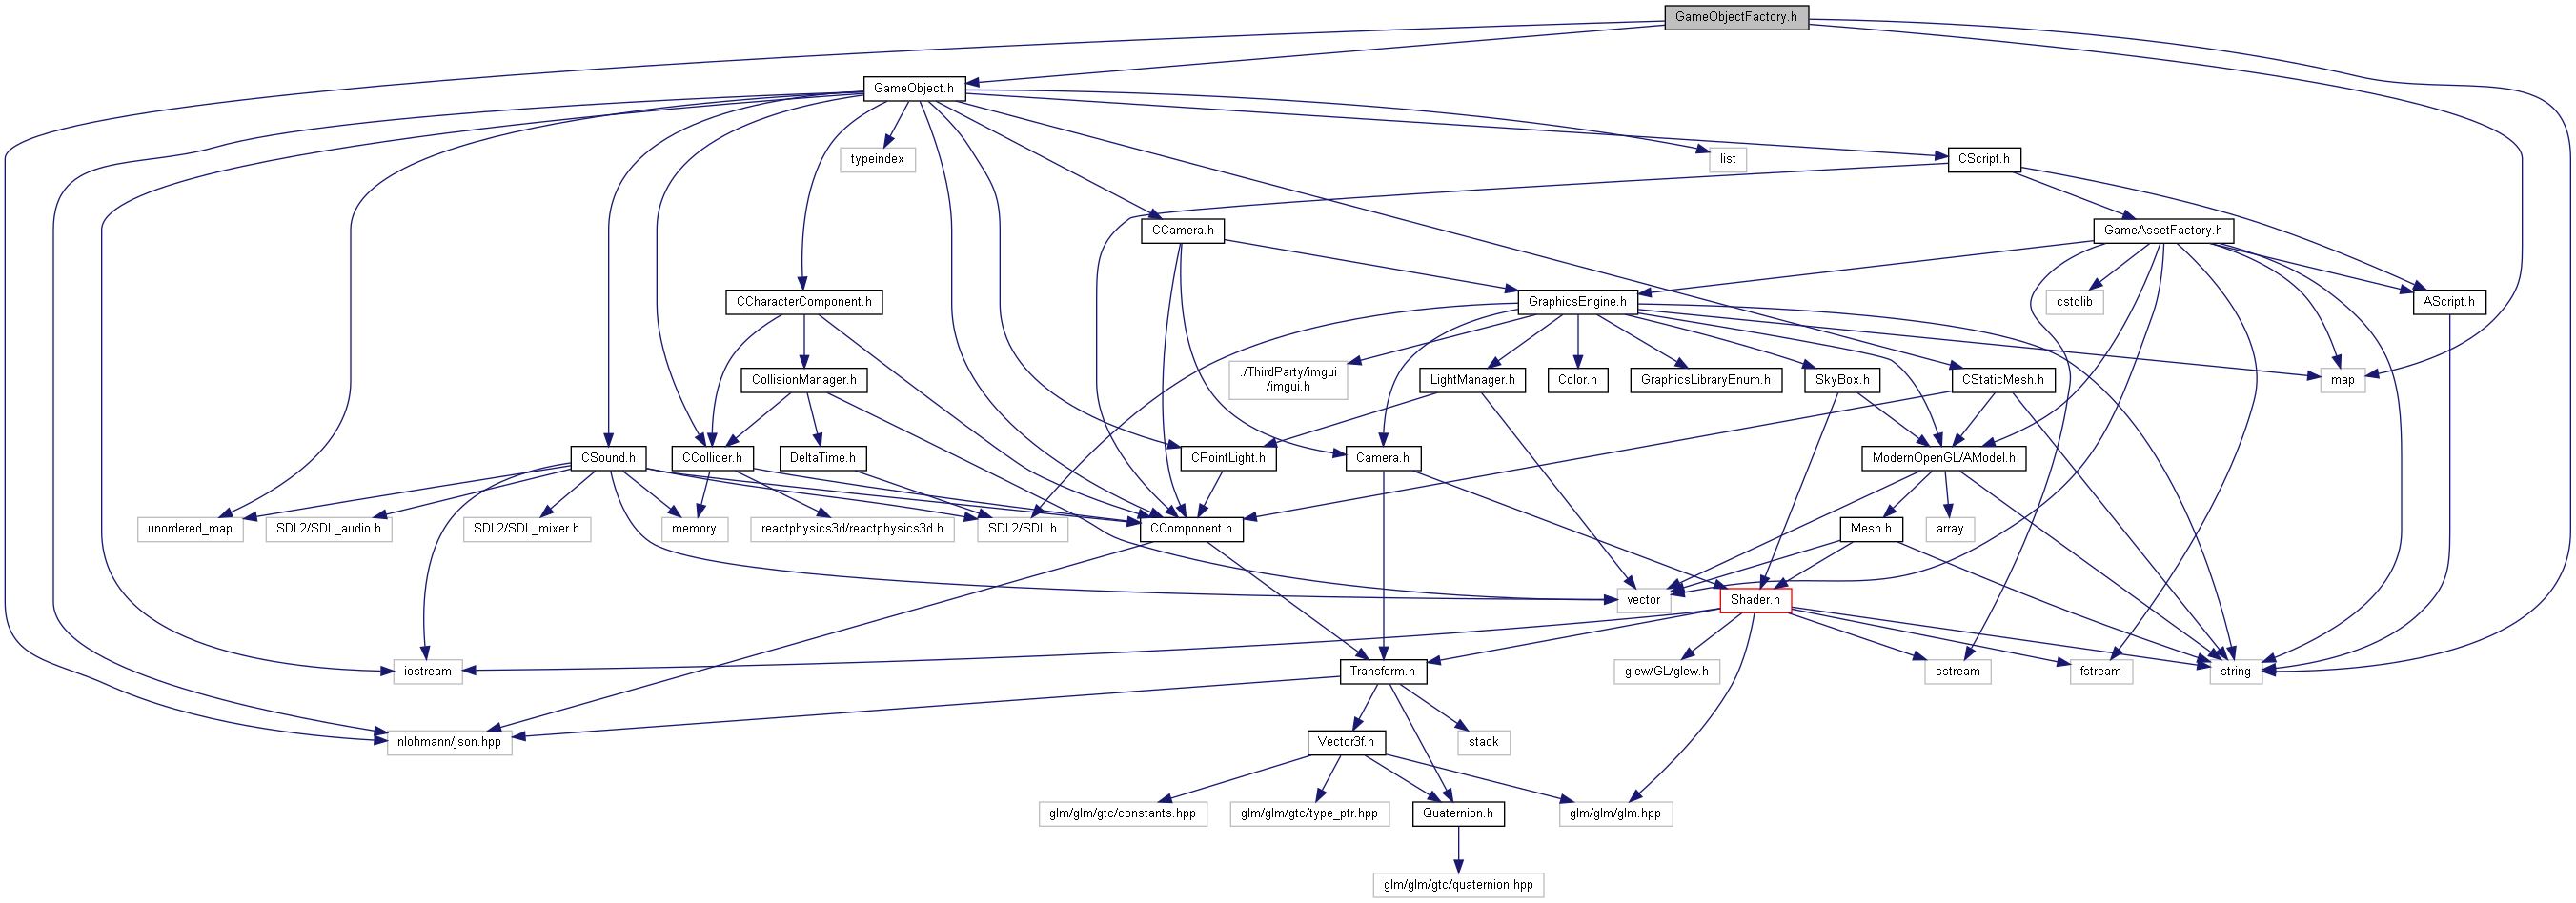 GameObjectFactory.h
GameObject.h
typeindex
list
CScript.h
CCamera.h
GameAssetFactory.h
CCharacterComponent.h
GraphicsEngine.h
cstdlib
AScript.h
CollisionManager.h
./ThirdParty/imgui
/imgui.h
LightManager.h
Color.h
GraphicsLibraryEnum.h
SkyBox.h
CStaticMesh.h
map
CSound.h
CCollider.h
DeltaTime.h
CPointLight.h
Camera.h
ModernOpenGL/AModel.h
unordered_map
SDL2/SDL_audio.h
SDL2/SDL_mixer.h
memory
reactphysics3d/reactphysics3d.h
SDL2/SDL.h
CComponent.h
Mesh.h
array
vector
Shader.h
iostream
Transform.h
glew/GL/glew.h
sstream
fstream
string
nlohmann/json.hpp
Vector3f.h
stack
glm/glm/gtc/constants.hpp
glm/glm/gtc/type_ptr.hpp
Quaternion.h
glm/glm/glm.hpp
glm/glm/gtc/quaternion.hpp